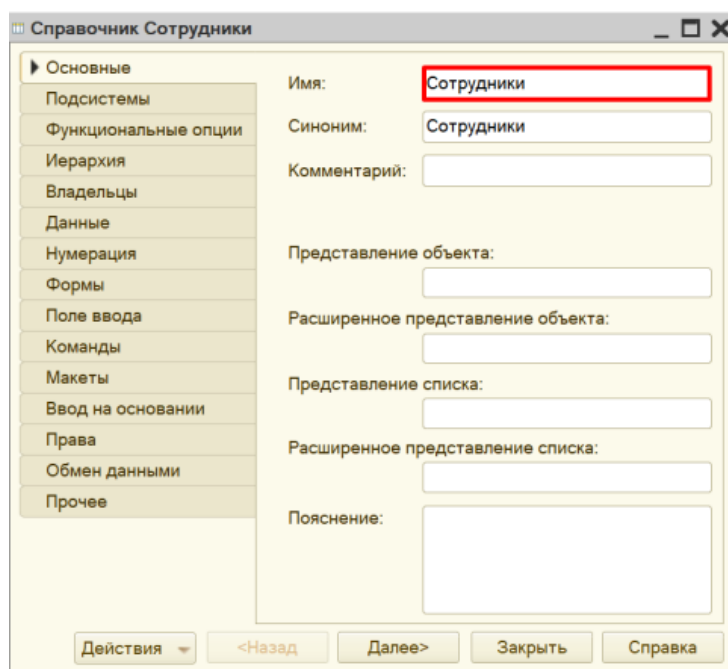 Справочник Сотрудники
Основные
Подсистемы
Функциональные опции
Иерархия
Владельцы
Данные
Нумерация
Формы
Поле ввода
Команды
Макеты
Ввод на основании
Права
Обмен данными
Прочее
Имя: Сотрудники
Синоним: Сотрудники
Комментарий:
Представление объекта:
Расширенное представление объекта:
Представление списка:
Расширенное представление списка:
Пояснение:
Действия <Назад Далее> Закрыть Справка